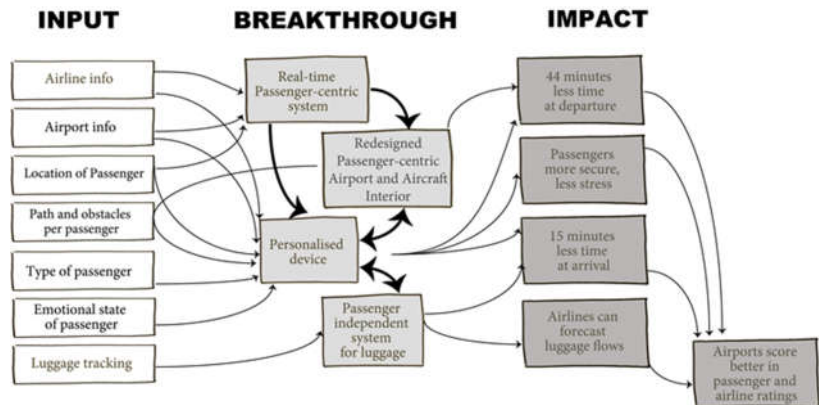 INPUT
BREAKTHROUGH
IMPACT
Airline info
Airport info
Location of Passenger
Path and obstacles
per passenger
Type of passenger
Emotional state
of passenger
Luggage tracking
Real-time
Passenger-centric
system
Redesigned
Passenger-centric
Airport and Aircraft
Interior
Personalised
device
Passenger
independent
system
for luggage
44 minutes
less time
at departure
Passengers
more secure,
less stress
15 minutes
less time
at arrival
Airlines can
forecast
luggage flows
Airports score
better in
passenger and
airline ratings